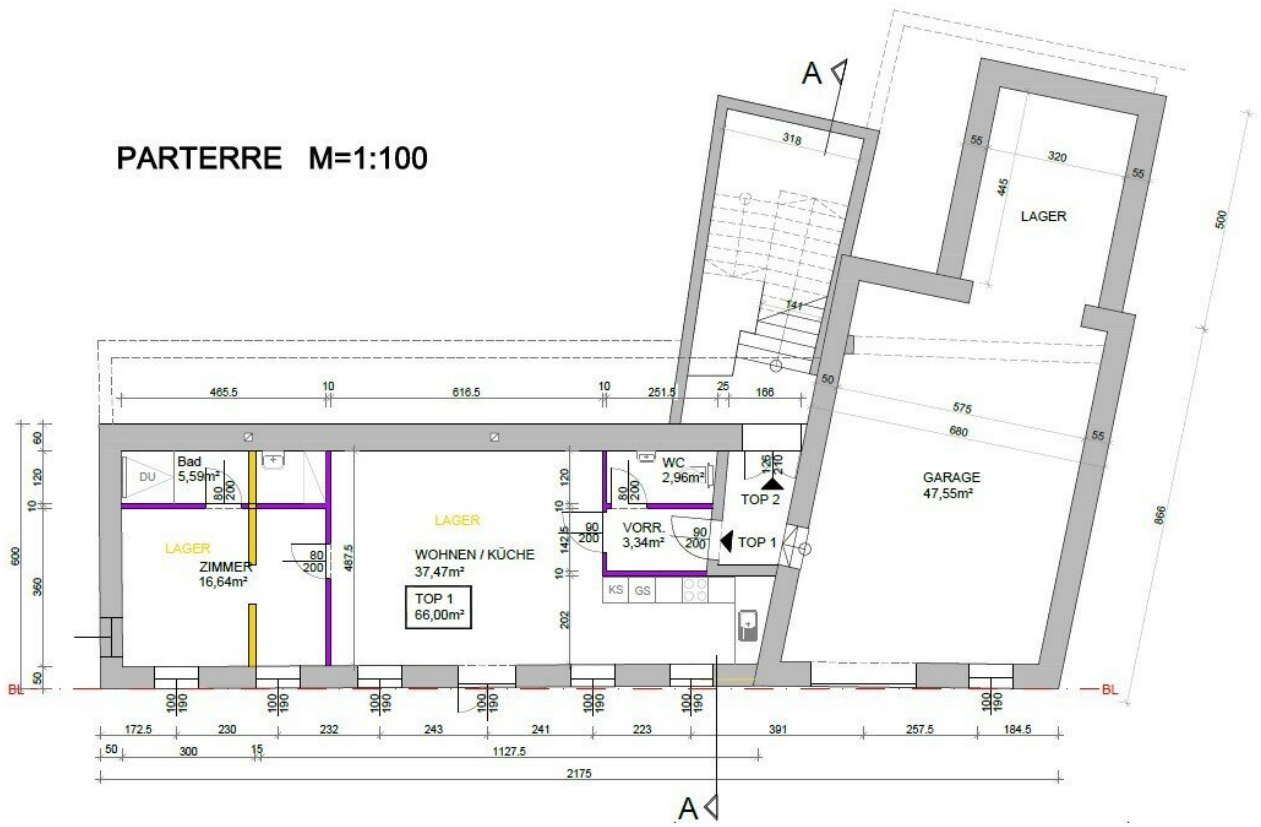 A
PARTERRE M=1:100
318
55
320
55
445
500
LAGER
141
465.5
10
616.5
10
251.5
25
166
50
575
55
680
60
120
10
360
50
600
Bad
5,59m²
DU
80
200
WC
2,96m²
80
200
126
210
TOP 2
GARAGE
47,55m²
866
LAGER
LAGER
ZIMMER
16,64m²
80
200
487.5
WOHNEN / KÜCHE
37,47m²
TOP 1
66,00m²
120
10
142.5
10
202
90
200
VORR.
3,34m²
90
200
TOP 1
KS
GS
BL
BL
100
190
100
190
100
190
100
190
100
190
100
190
100
190
172.5
230
232
243
241
223
391
257.5
184.5
50
300
15
1127.5
2175
A